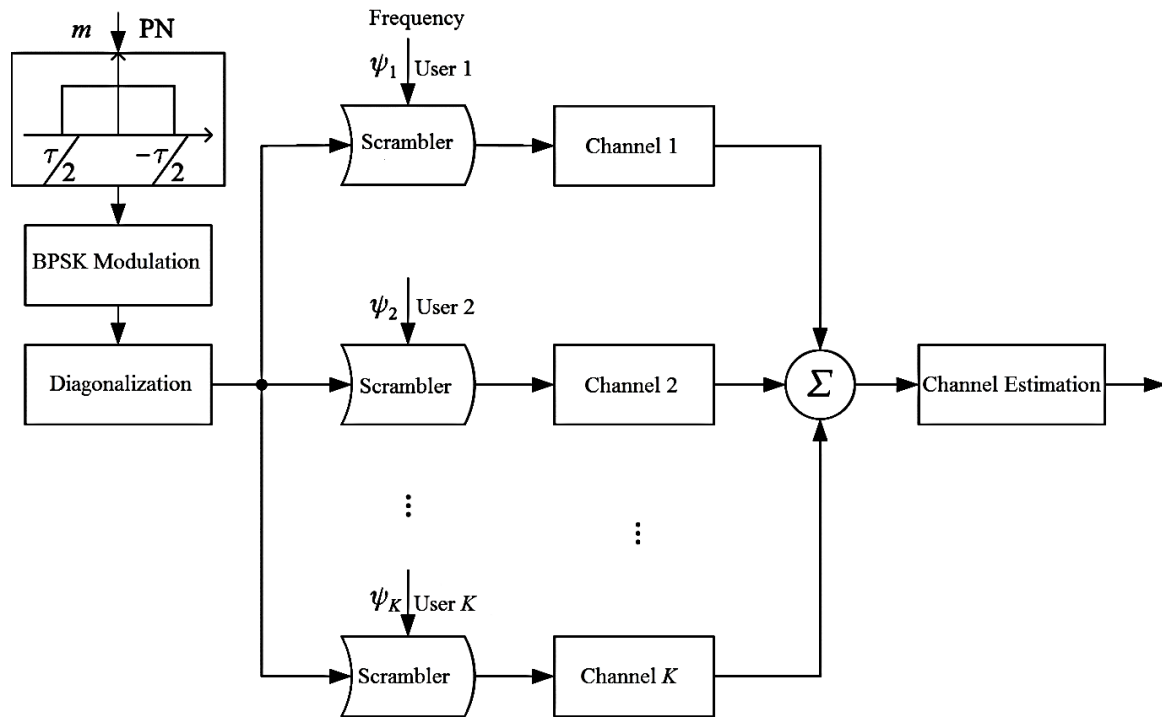 m PN
τ/2 −τ/2
BPSK Modulation
Diagonalization
Frequency
ψ1 User 1
Scrambler
Channel 1
ψ2 User 2
Scrambler
Channel 2
Σ
Channel Estimation
ψK User K
Scrambler
Channel K